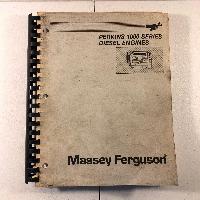 PERKINS 1000 SERIES
DIESEL ENGINES
Massey Ferguson